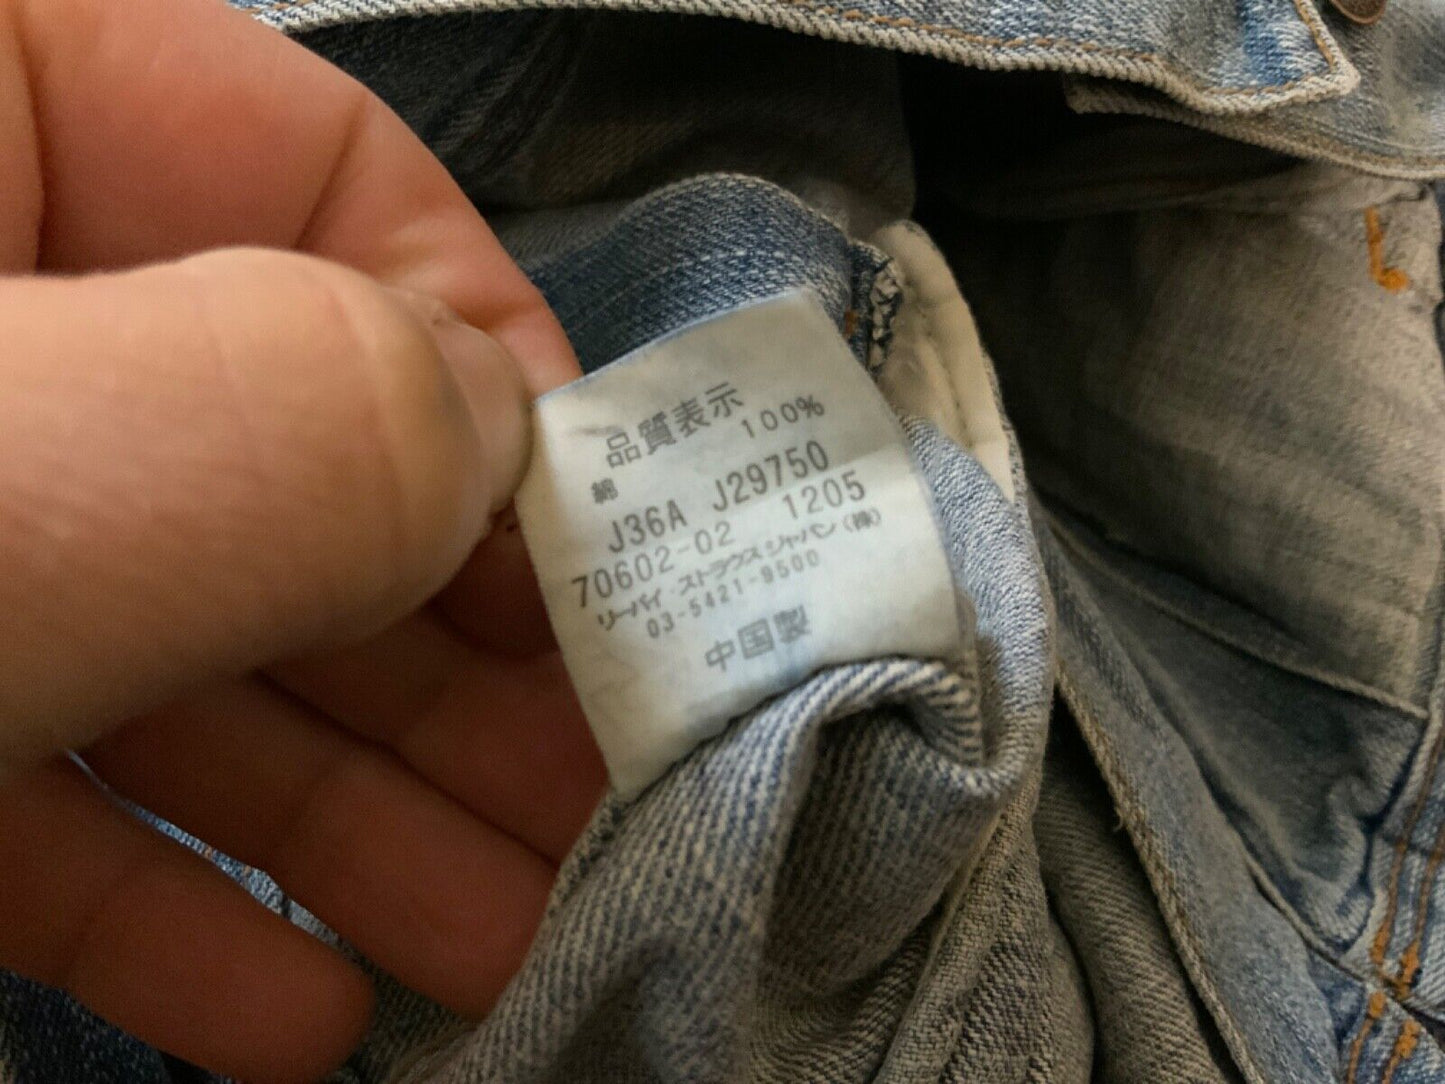 品質表示
綿 100%
J36A J29750
70602-02 1205
リーバイ・ストラウスジャパン(株)
03-5421-9500
中国製